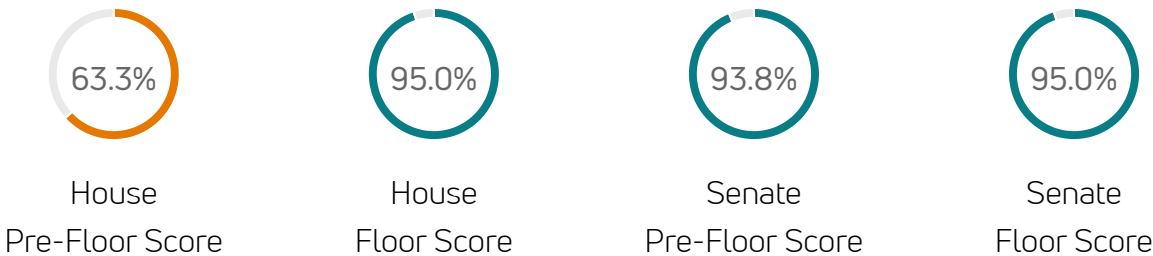 63.3%
95.0%
93.8%
95.0%
House
Pre-Floor Score
House
Floor Score
Senate
Pre-Floor Score
Senate
Floor Score